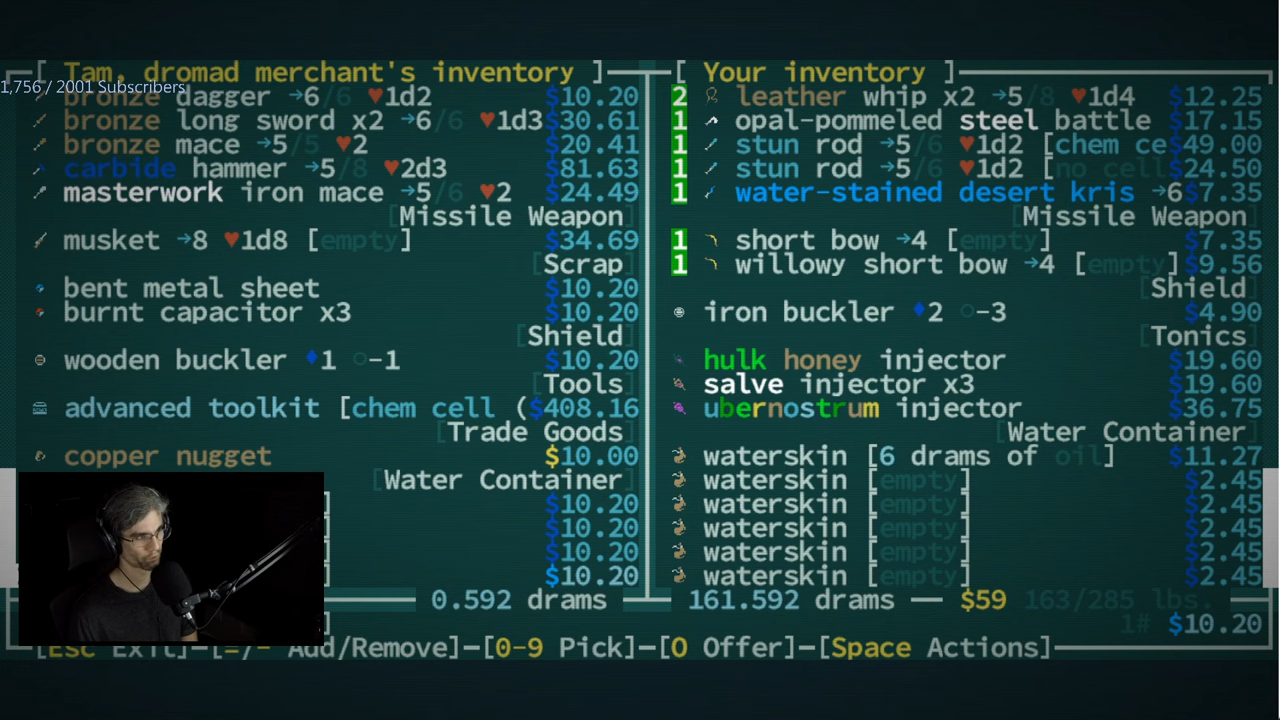 [ Tam, dromad merchant's inventory ]
1,756 / 2001 Subscribers
bronze dagger →6/6 ♥1d2 $10.20
bronze long sword x2 →6/6 ♥1d3 $30.61
bronze mace →5/5 ♥2 $20.41
carbide hammer →5/8 ♥2d3 $81.63
masterwork iron mace →5/6 ♥2 $24.49
[Missile Weapon]
musket →8 ♥1d8 [empty] $34.69
[Scrap]
bent metal sheet $10.20
burnt capacitor x3 $10.20
[Shield]
wooden buckler ♦1 ○-1 $10.20
[Tools]
advanced toolkit [chem cell ($408.16
[Trade Goods]
copper nugget $10.00
[Water Container]
] $10.20
] $10.20
] $10.20
] $10.20
0.592 drams
[ Your inventory ]
2 leather whip x2 →5/8 ♥1d4 $12.25
1 opal-pommeled steel battle $17.15
1 stun rod →5/6 ♥1d2 [chem ce$49.00
1 stun rod →5/6 ♥1d2 [no cell$24.50
1 water-stained desert kris →6$7.35
[Missile Weapon]
1 short bow →4 [empty] $7.35
1 willowy short bow →4 [empty]$9.56
[Shield]
iron buckler ♦2 ○-3 $4.90
[Tonics]
hulk honey injector $19.60
salve injector x3 $19.60
ubernostrum injector $36.75
[Water Container]
waterskin [6 drams of oil] $11.27
waterskin [empty] $2.45
waterskin [empty] $2.45
waterskin [empty] $2.45
waterskin [empty] $2.45
waterskin [empty] $2.45
161.592 drams — $59 163/285 lbs.
1# $10.20
[Esc Exit]-[=/- Add/Remove]-[0-9 Pick]-[O Offer]-[Space Actions]